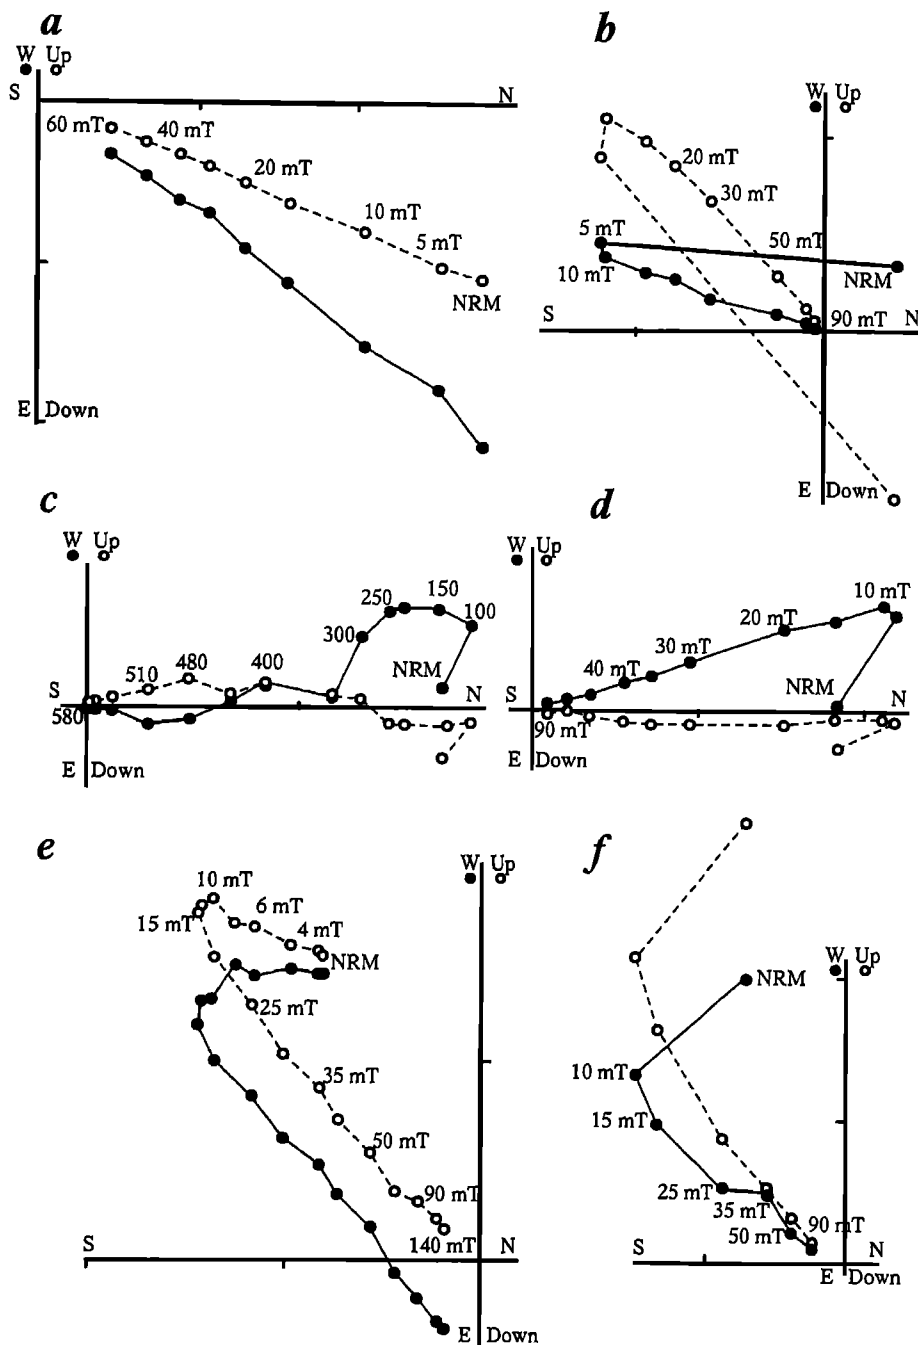 a
W Up
S N
60 mT
40 mT
20 mT
10 mT
5 mT
NRM
E Down
b
W Up
20 mT
30 mT
5 mT
50 mT
NRM
10 mT
S N
90 mT
E Down
c
W Up
250 150
100
300
NRM
510 480 400
S N
580
E Down
d
W Up
10 mT
20 mT
30 mT
40 mT
NRM
S N
90 mT
E Down
e
W Up
10 mT
6 mT
15 mT
4 mT
NRM
25 mT
35 mT
50 mT
90 mT
140 mT
S N
E Down
f
W Up
NRM
10 mT
15 mT
25 mT
35 mT
50 mT
90 mT
S N
E Down